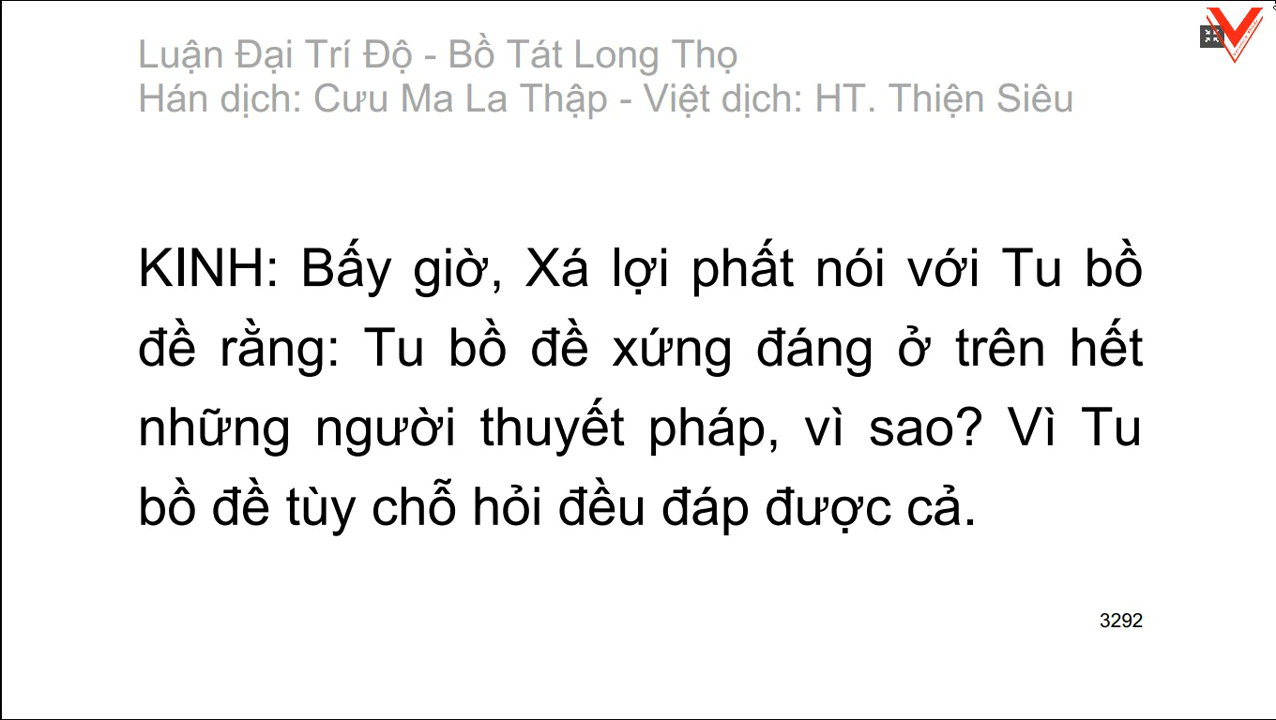 Luận Đại Trí Độ - Bồ Tát Long Thọ
Hán dịch: Cưu Ma La Thập - Việt dịch: HT. Thiện Siêu
KINH: Bấy giờ, Xá lợi phất nói với Tu bồ
đề rằng: Tu bồ đề xứng đáng ở trên hết
những người thuyết pháp, vì sao? Vì Tu
bồ đề tùy chỗ hỏi đều đáp được cả.
3292